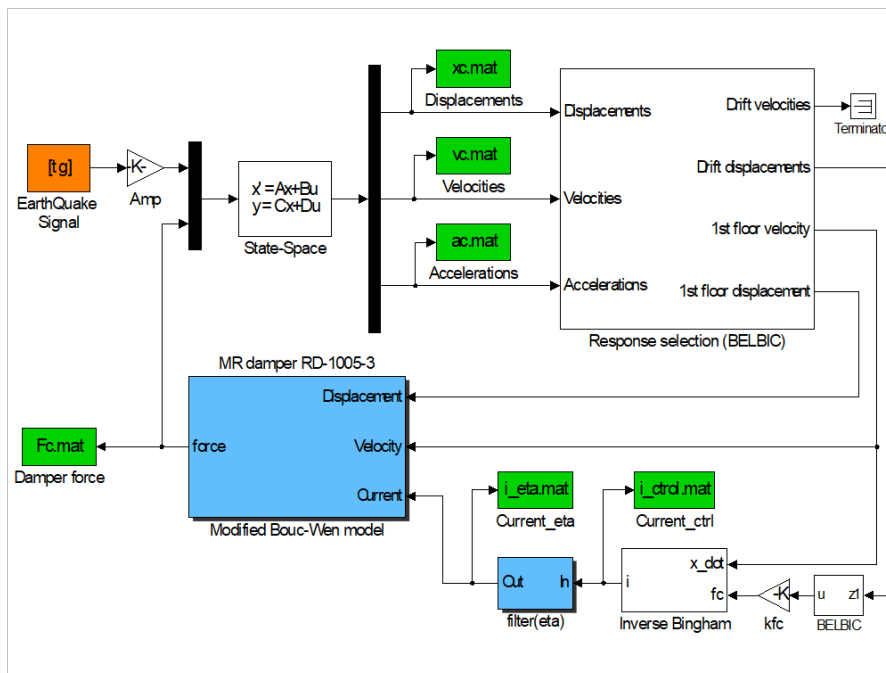 xc.mat
Displacements
Displacements
Drift velocities
Terminato
[tg]
-K-
EarthQuake
Signal
Amp
x' = Ax+Bu
y = Cx+Du
State-Space
vc.mat
Velocities
Velocities
Drift displacements
1st floor velocity
ac.mat
Accelerations
Accelerations
1st floor displacement
Response selection (BELBIC)
MR damper RD-1005-3
Displacement
force
Velocity
Current
Modified Bouc-Wen model
Fc.mat
Damper force
i_eta.mat
Current_eta
i_ctrcl.mat
Current_ctrl
Out
In
filter(eta)
x_dot
i
fc
Inverse Bingham
-K
kfc
u
z1
BELBIC